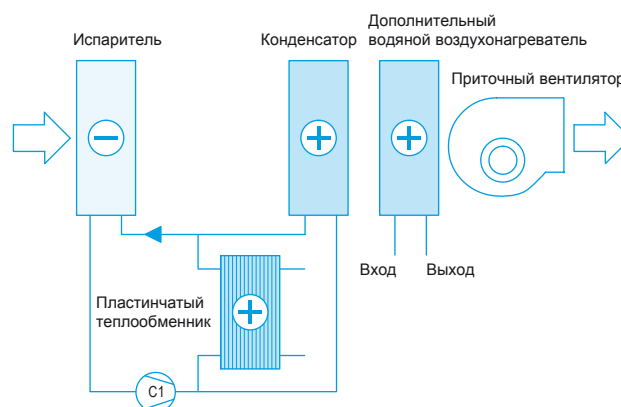 Испаритель
Конденсатор
Дополнительный
водяной воздухонагреватель
Приточный вентилятор
Вход
Выход
Пластинчатый
теплообменник
C1